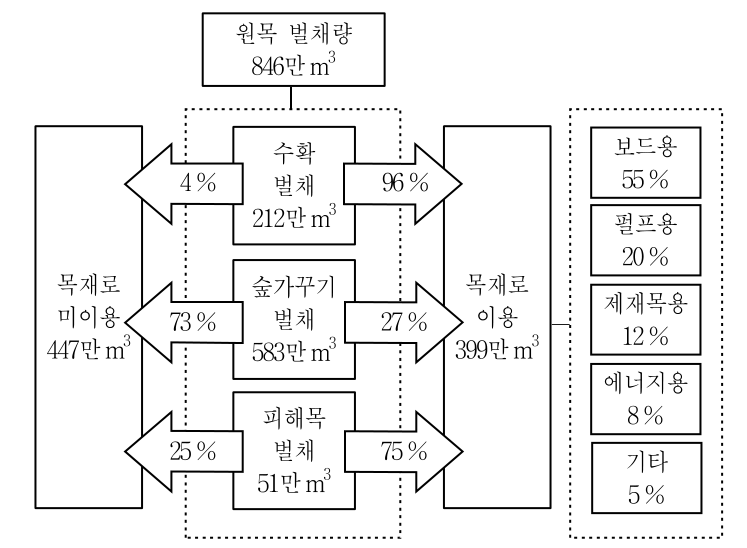 원목 벌채량
846만 m³
목재로
미이용
447만 m³
4 %
수확
벌채
212만 m³
96 %
73 %
숲가꾸기
벌채
583만 m³
27 %
25 %
피해목
벌채
51만 m³
75 %
목재로
이용
399만 m³
보드용
55 %
펄프용
20 %
제재목용
12 %
에너지용
8 %
기타
5 %